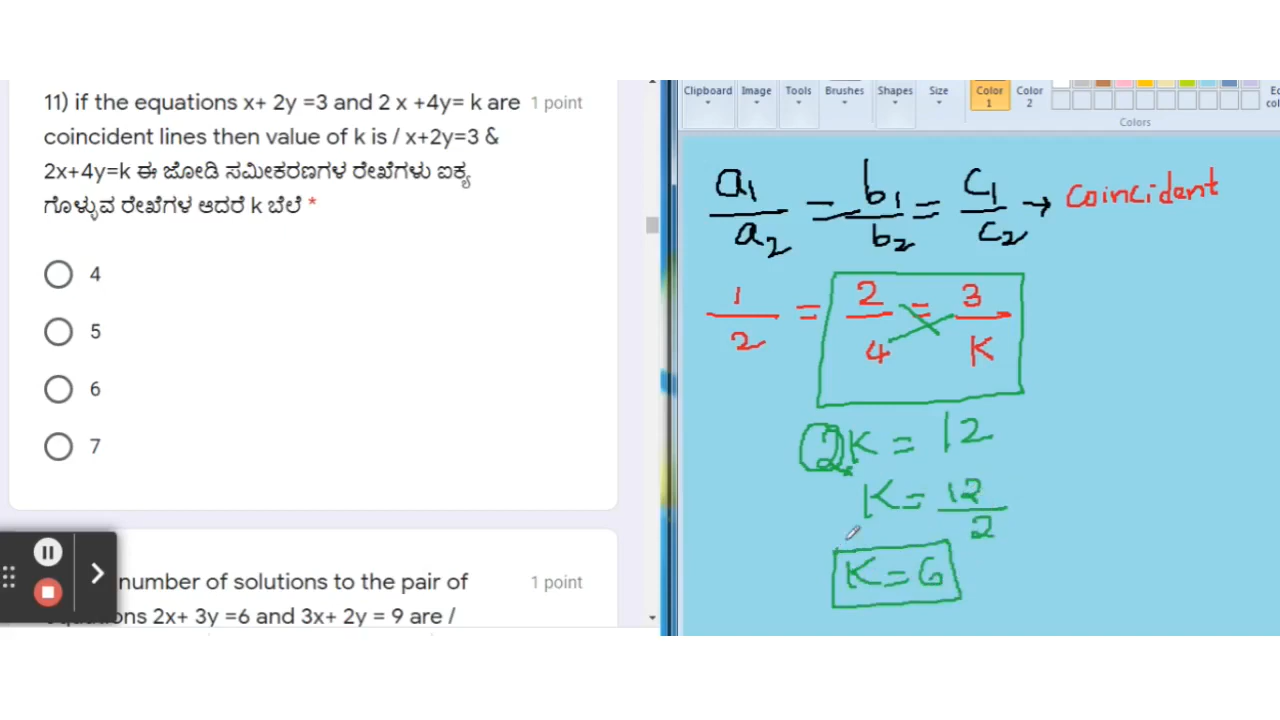 11) if the equations x+ 2y =3 and 2 x +4y= k are 1 point
coincident lines then value of k is / x+2y=3 &
2x+4y=k ಈ ಜೋಡಿ ಸಮೀಕರಣಗಳ ರೇಖೆಗಳು ಐಕ್ಯ
ಗೊಳ್ಳುವ ರೇಖೆಗಳ ಆದರೆ k ಬೆಲೆ *
4
5
6
7
number of solutions to the pair of 1 point
equations 2x+ 3y =6 and 3x+ 2y = 9 are /
Clipboard Image Tools Brushes Shapes Size Color 1 Color 2
Colors
a1/a2 = b1/b2 = c1/c2 → coincident
1/2 = 2/4 = 3/K
2K = 12
K = 12/2
K = 6